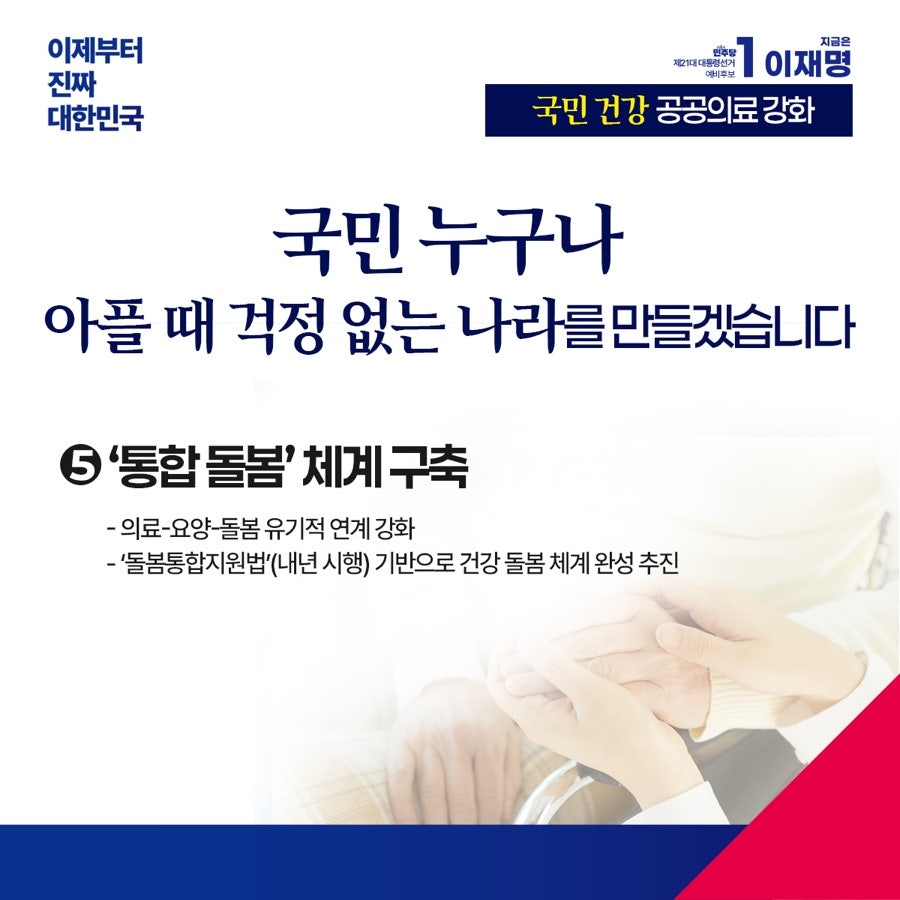 이제부터
진짜
대한민국
더불어민주당
제21대 대통령선거
예비후보
1
지금은
이재명
국민 건강 공공의료 강화
국민 누구나
아플 때 걱정 없는 나라를 만들겠습니다
❺ ‘통합 돌봄’ 체계 구축
- 의료-요양-돌봄 유기적 연계 강화
- ‘돌봄통합지원법’(내년 시행) 기반으로 건강 돌봄 체계 완성 추진